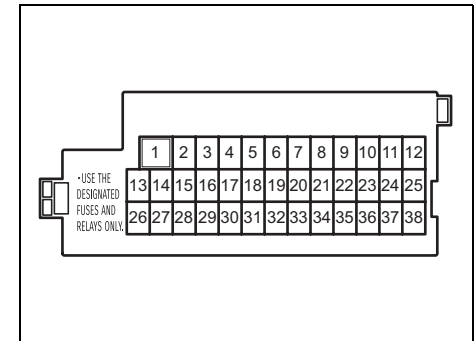 1 2 3 4 5 6 7 8 9 10 11 12
•USE THE
DESIGNATED
FUSES AND
RELAYS ONLY.
13 14 15 16 17 18 19 20 21 22 23 24 25
26 27 28 29 30 31 32 33 34 35 36 37 38